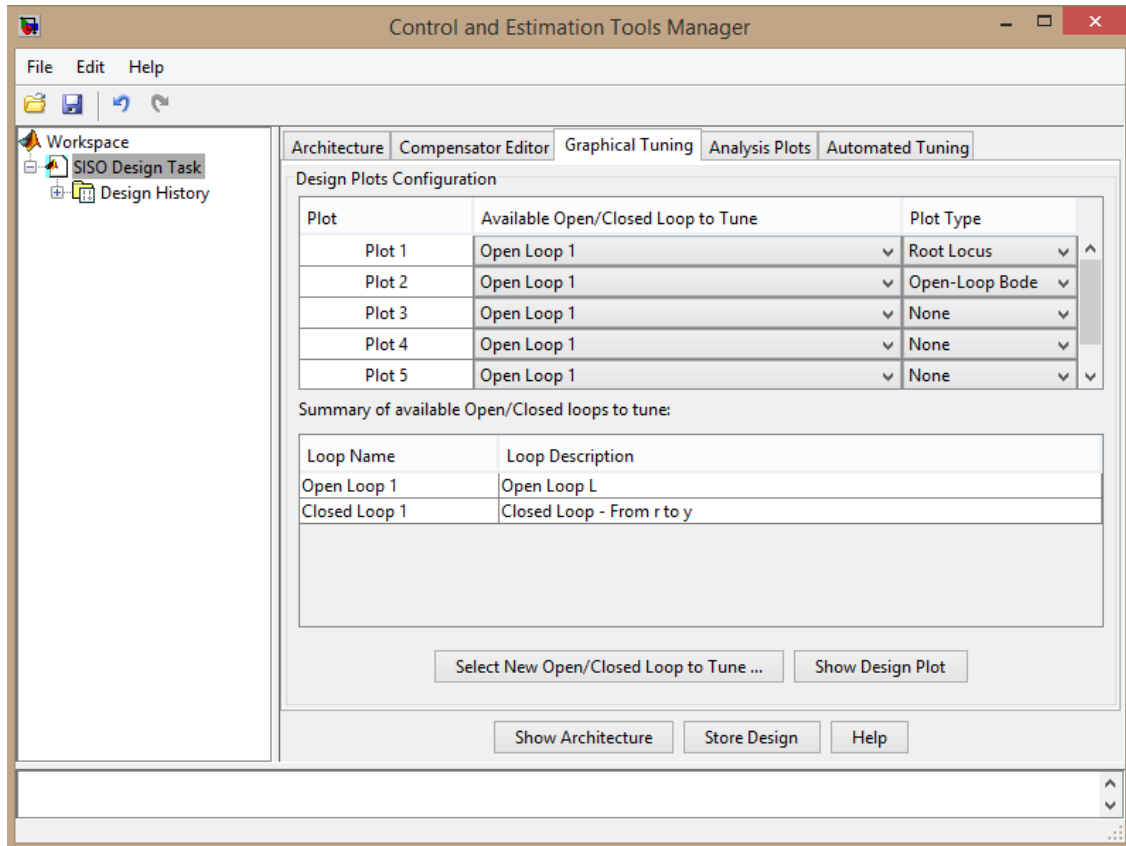 Control and Estimation Tools Manager
File Edit Help
Workspace
SISO Design Task
Design History
Architecture Compensator Editor Graphical Tuning Analysis Plots Automated Tuning
Design Plots Configuration
Plot Available Open/Closed Loop to Tune Plot Type
Plot 1 Open Loop 1 Root Locus
Plot 2 Open Loop 1 Open-Loop Bode
Plot 3 Open Loop 1 None
Plot 4 Open Loop 1 None
Plot 5 Open Loop 1 None
Summary of available Open/Closed loops to tune:
Loop Name Loop Description
Open Loop 1 Open Loop L
Closed Loop 1 Closed Loop - From r to y
Select New Open/Closed Loop to Tune ... Show Design Plot
Show Architecture Store Design Help